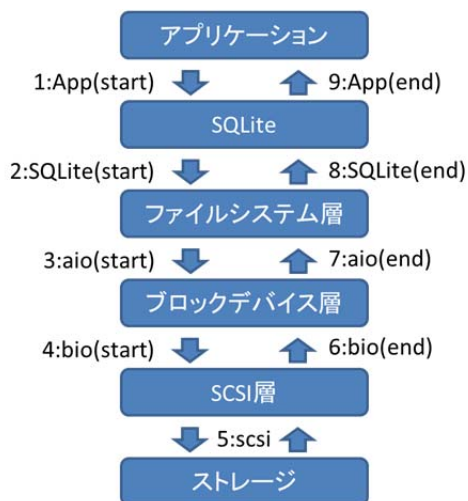 アプリケーション
1:App(start) 9:App(end)
SQLite
2:SQLite(start) 8:SQLite(end)
ファイルシステム層
3:aio(start) 7:aio(end)
ブロックデバイス層
4:bio(start) 6:bio(end)
SCSI層
5:scsi
ストレージ